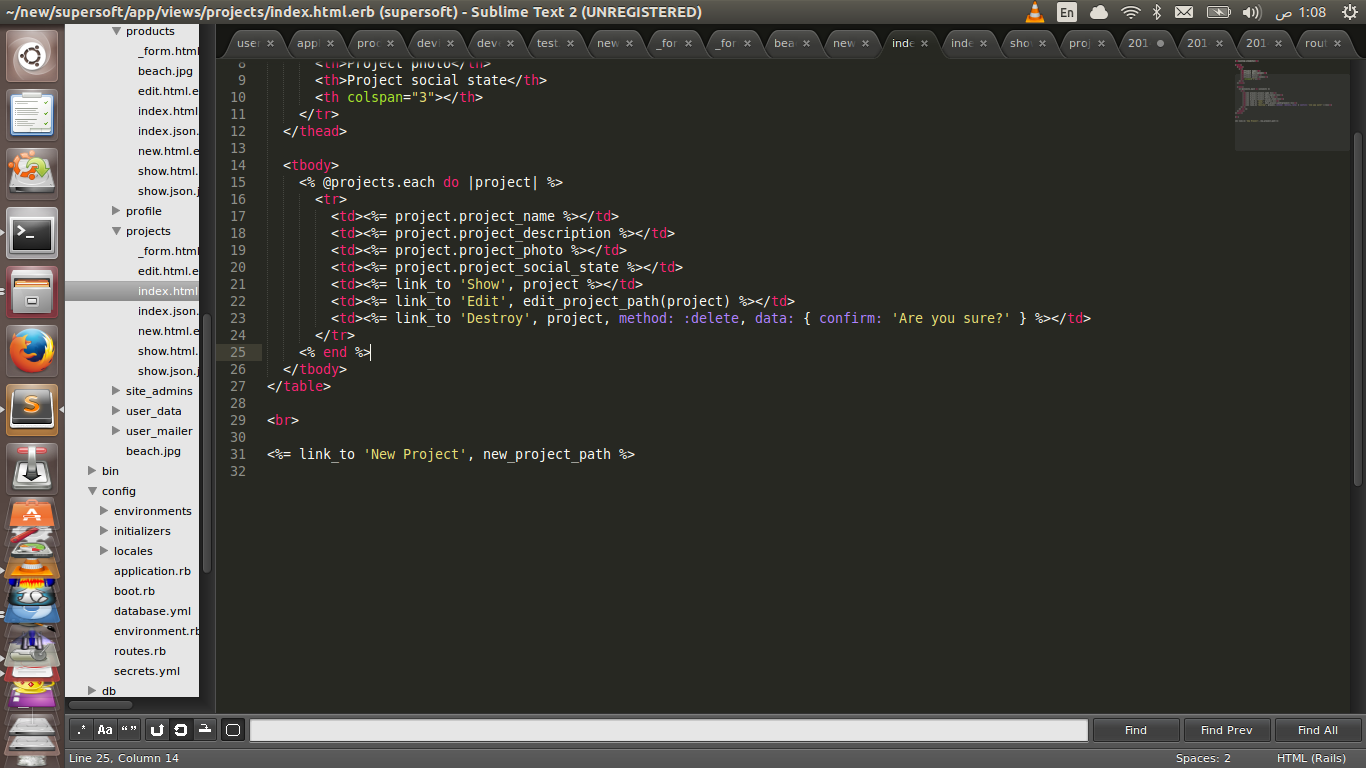 ~/new/supersoft/app/views/projects/index.html.erb (supersoft) - Sublime Text 2 (UNREGISTERED)
En
1:08 ص
products
_form.html
beach.jpg
edit.html.e
index.html
index.json.
new.html.e
show.html.
show.json.j
profile
projects
_form.html
edit.html.e
index.html
index.json.
new.html.e
show.html.
show.json.j
site_admins
user_data
user_mailer
beach.jpg
bin
config
environments
initializers
locales
application.rb
boot.rb
database.yml
environment.rb
routes.rb
secrets.yml
db
user × appl × proc × devi × dev × test × new × _for × _for × bea × new × inde × inde × sho × proj × 201 201 × 201 × rout ×
8 <th>Project photo</th>
9 <th>Project social state</th>
10 <th colspan="3"></th>
11 </tr>
12 </thead>
13
14 <tbody>
15 <% @projects.each do |project| %>
16 <tr>
17 <td><%= project.project_name %></td>
18 <td><%= project.project_description %></td>
19 <td><%= project.project_photo %></td>
20 <td><%= project.project_social_state %></td>
21 <td><%= link_to 'Show', project %></td>
22 <td><%= link_to 'Edit', edit_project_path(project) %></td>
23 <td><%= link_to 'Destroy', project, method: :delete, data: { confirm: 'Are you sure?' } %></td>
24 </tr>
25 <% end %>
26 </tbody>
27 </table>
28
29 <br>
30
31 <%= link_to 'New Project', new_project_path %>
32
.* Aa “ ” Find Find Prev Find All
Line 25, Column 14 Spaces: 2 HTML (Rails)